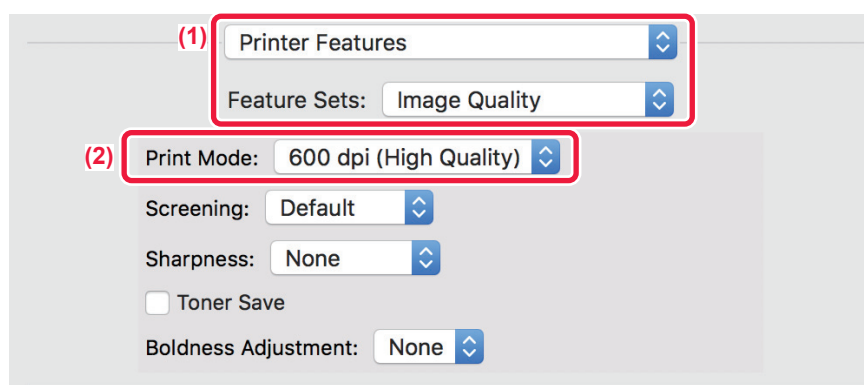 (1) Printer Features
Feature Sets: Image Quality
(2) Print Mode: 600 dpi (High Quality)
Screening: Default
Sharpness: None
Toner Save
Boldness Adjustment: None